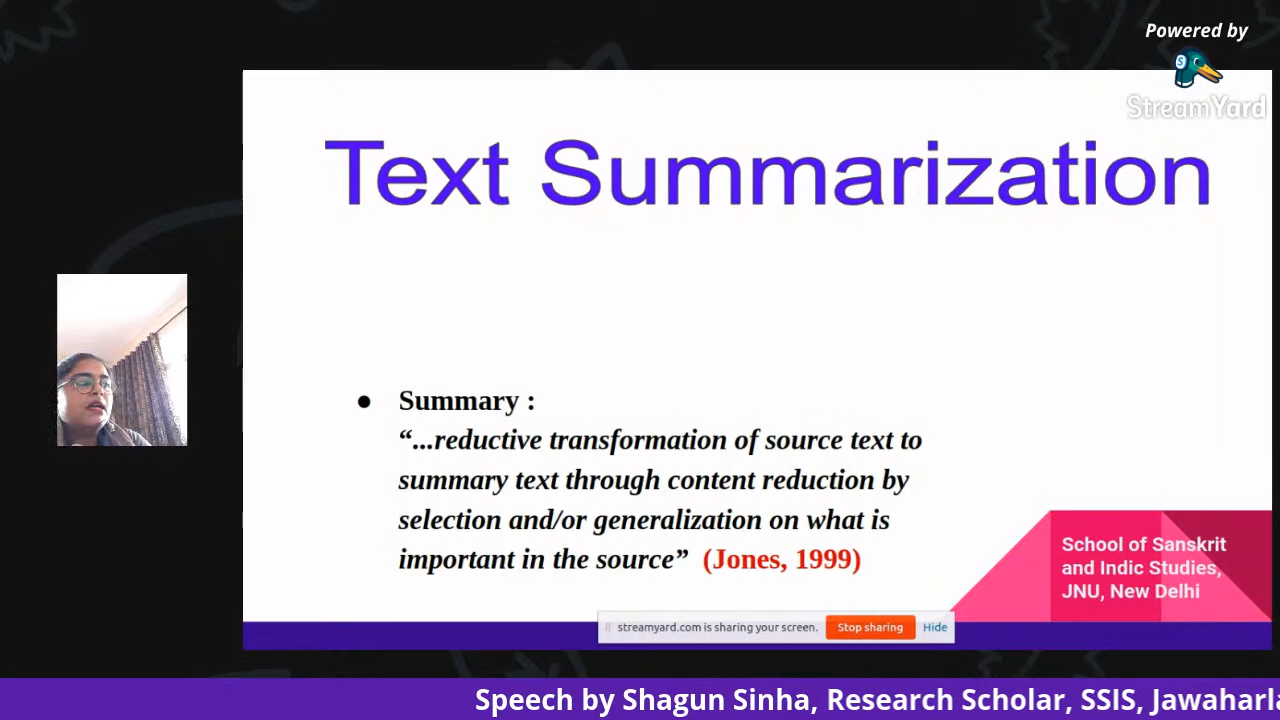 Powered by
StreamYard
Text Summarization
● Summary :
“...reductive transformation of source text to
summary text through content reduction by
selection and/or generalization on what is
important in the source” (Jones, 1999)
School of Sanskrit
and Indic Studies,
JNU, New Delhi
streamyard.com is sharing your screen. Stop sharing Hide
Speech by Shagun Sinha, Research Scholar, SSIS, Jawaharla